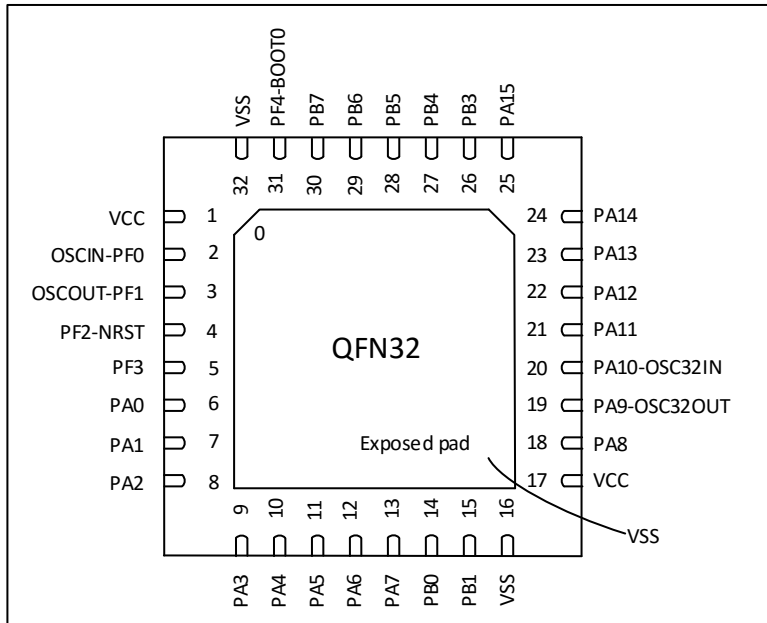 VSS
PF4-BOOT0
PB7
PB6
PB5
PB4
PB3
PA15
32
31
30
29
28
27
26
25
VCC 1
OSCIN-PF0 2
OSCOUT-PF1 3
PF2-NRST 4
PF3 5
PA0 6
PA1 7
PA2 8
0
QFN32
Exposed pad
24 PA14
23 PA13
22 PA12
21 PA11
20 PA10-OSC32IN
19 PA9-OSC32OUT
18 PA8
17 VCC
VSS
9
10
11
12
13
14
15
16
PA3
PA4
PA5
PA6
PA7
PB0
PB1
VSS